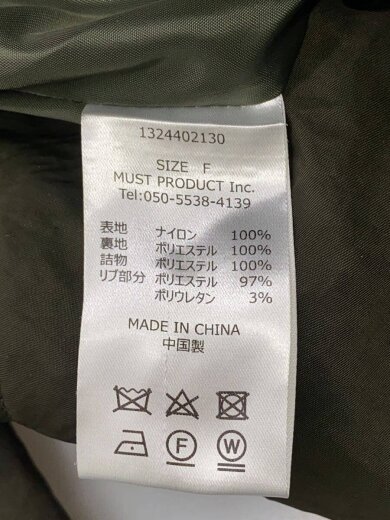 1324402130
SIZE F
MUST PRODUCT Inc.
Tel:050-5538-4139
表地 ナイロン 100%
裏地 ポリエステル 100%
詰物 ポリエステル 100%
リブ部分 ポリエステル 97%
ポリウレタン 3%
MADE IN CHINA
中国製
F W